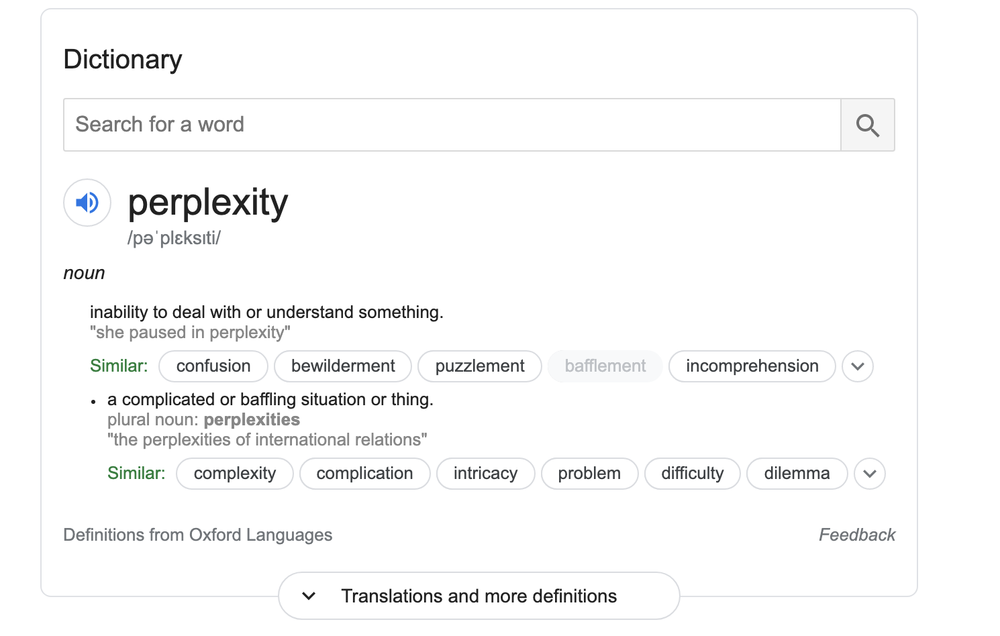 Dictionary
Search for a word
perplexity
/pəˈplɛksɪti/
noun
inability to deal with or understand something.
"she paused in perplexity"
Similar: confusion bewilderment puzzlement bafflement incomprehension
• a complicated or baffling situation or thing.
plural noun: perplexities
"the perplexities of international relations"
Similar: complexity complication intricacy problem difficulty dilemma
Definitions from Oxford Languages Feedback
Translations and more definitions